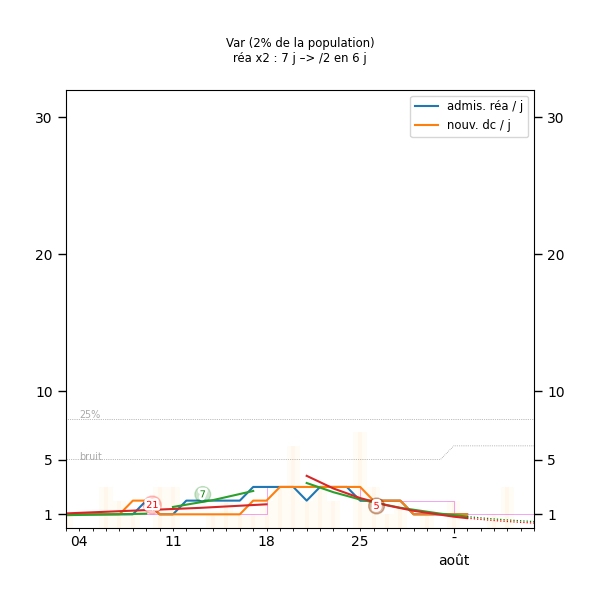 Var (2% de la population)
réa x2 : 7 j –> /2 en 6 j
admis. réa / j
nouv. dc / j
30 30
20 20
10 10
25%
5 bruit 5
7
21
5
1 1
04 11 18 25 -
août